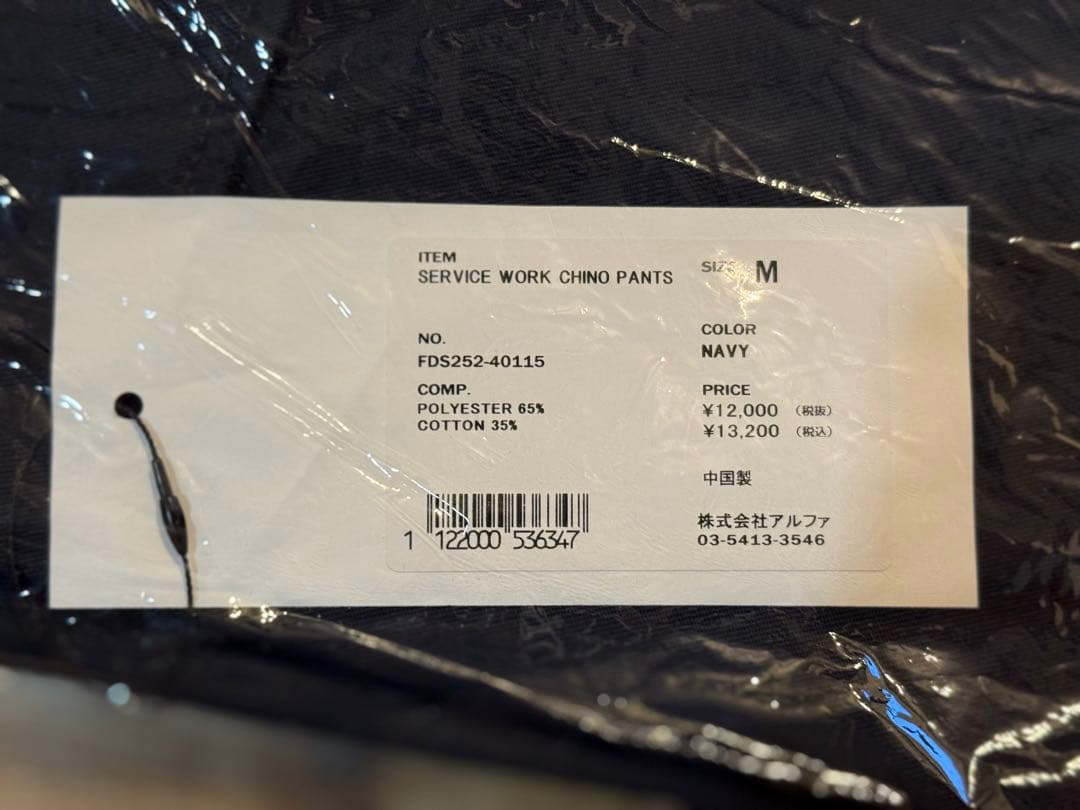 ITEM
SERVICE WORK CHINO PANTS
SIZE M
NO.
FDS252-40115
COLOR
NAVY
COMP.
POLYESTER 65%
COTTON 35%
PRICE
¥12,000 (税抜)
¥13,200 (税込)
中国製
株式会社アルファ
03-5413-3546
1 122000 536347